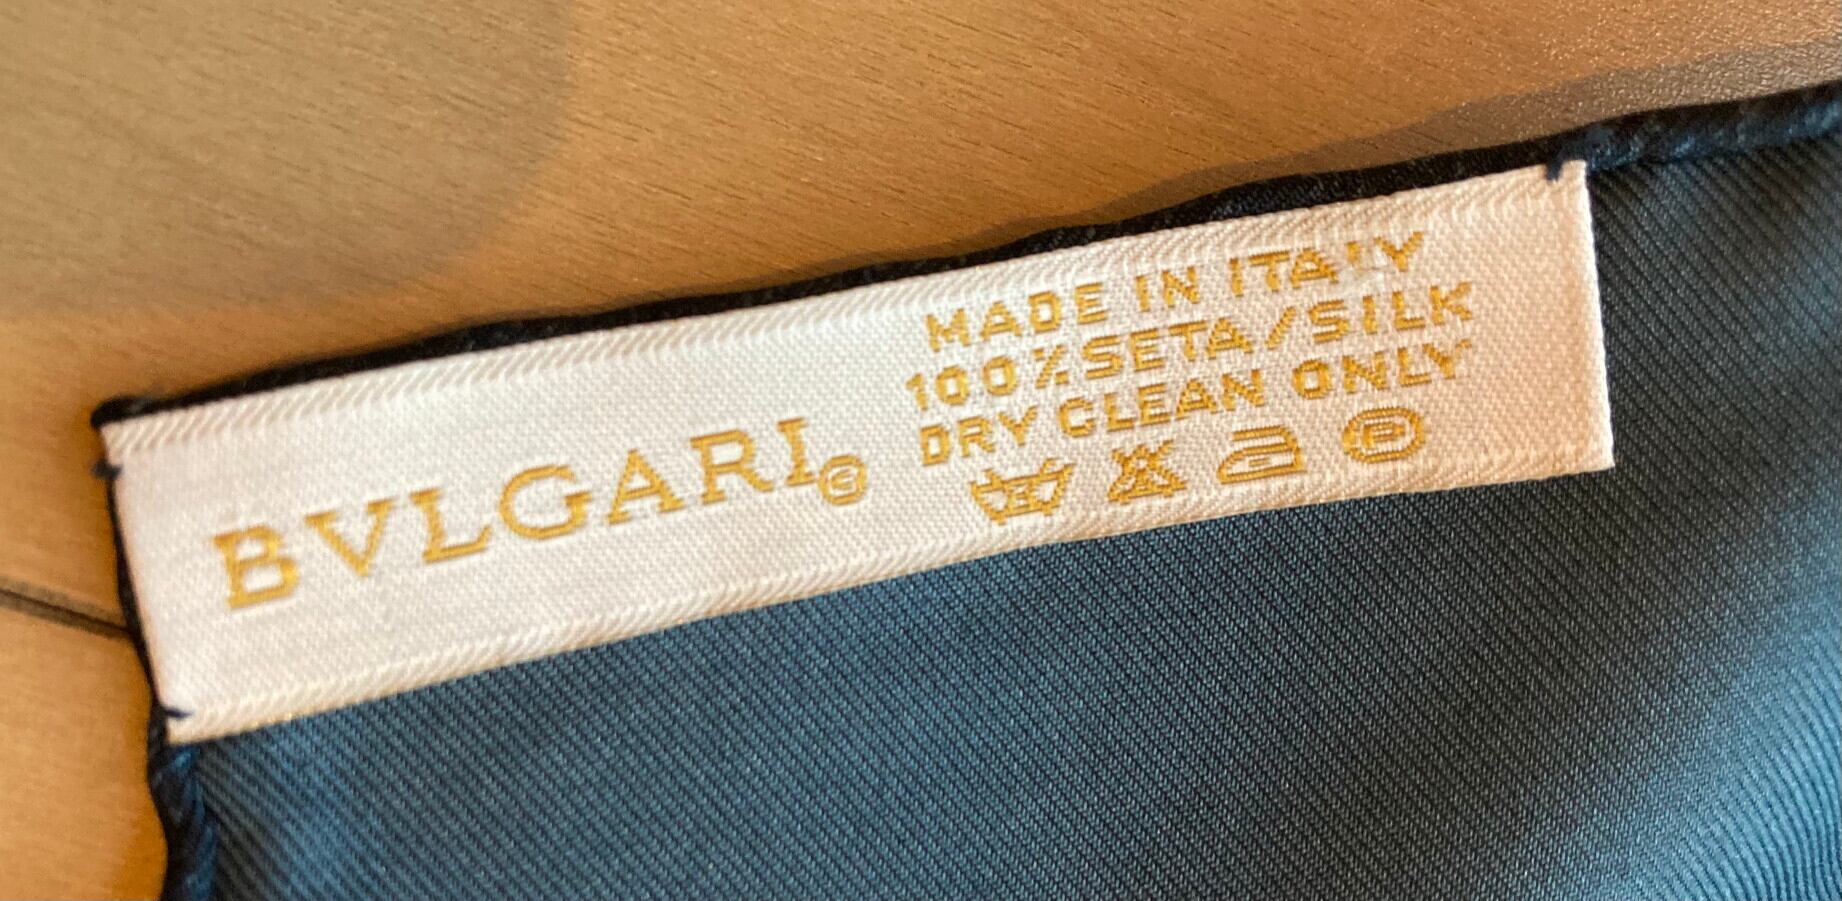 BVLGARI©
MADE IN ITALY
100%SETA/SILK
DRY CLEAN ONLY
P